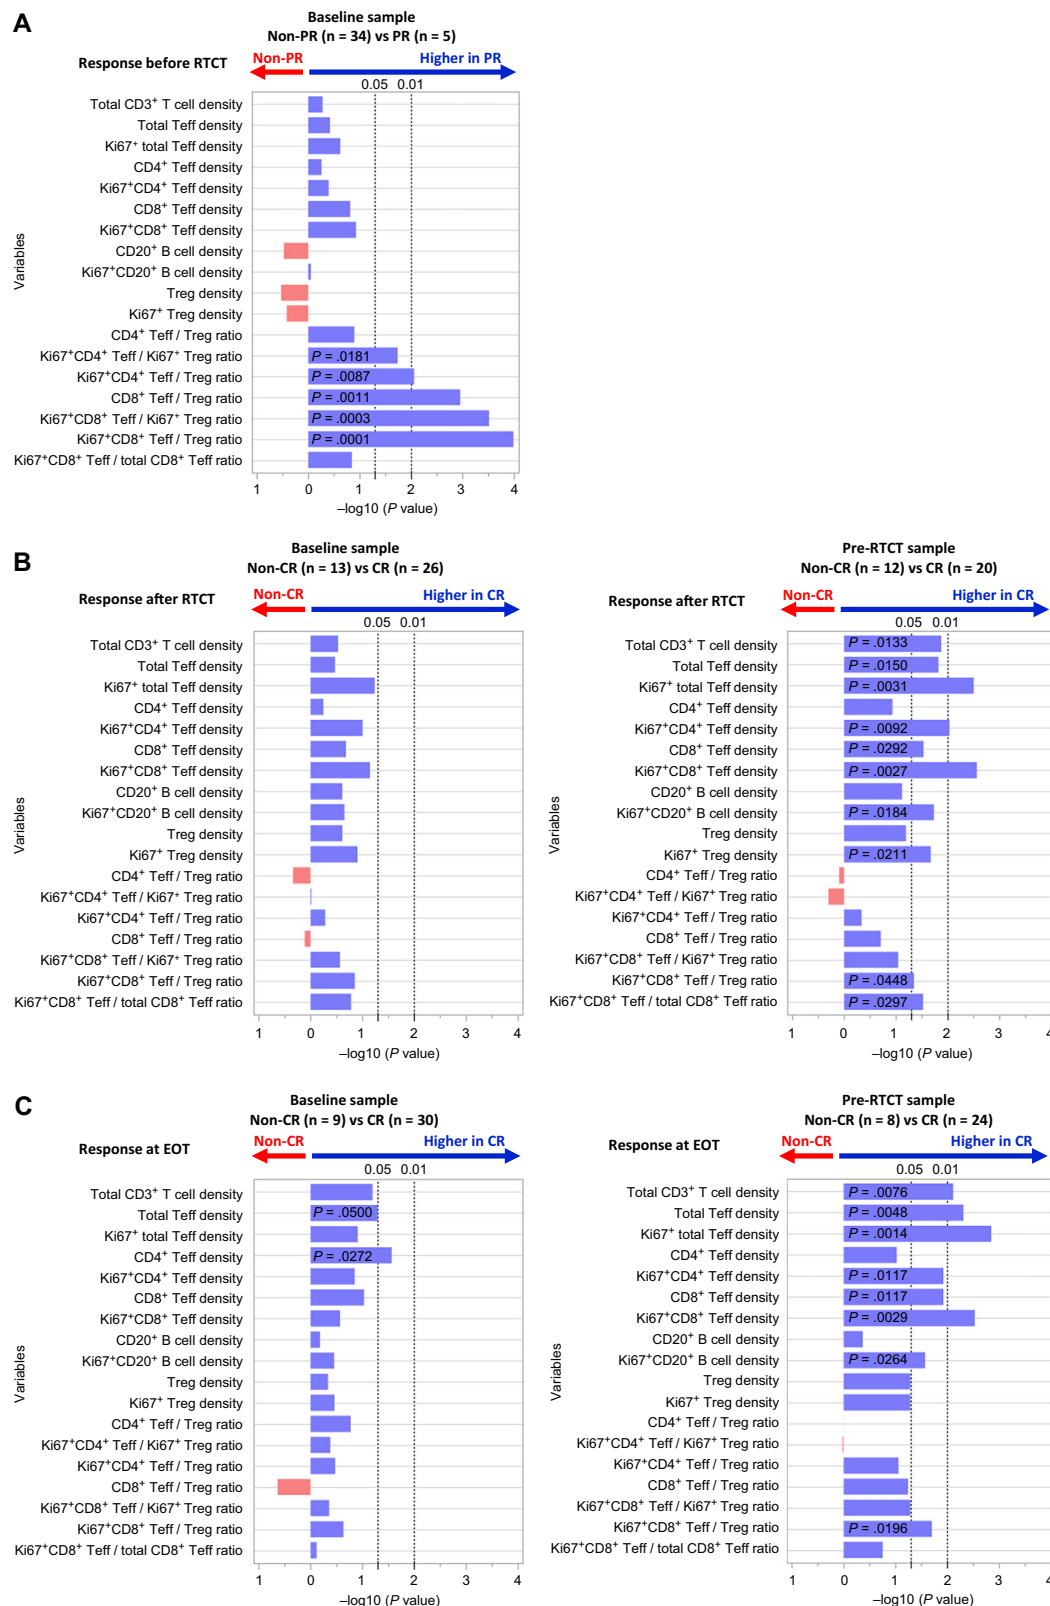 A
Baseline sample
Non-PR (n = 34) vs PR (n = 5)
Response before RTCT
Non-PR
Higher in PR
0.05 0.01
Variables
Total CD3⁺ T cell density
Total Teff density
Ki67⁺ total Teff density
CD4⁺ Teff density
Ki67⁺CD4⁺ Teff density
CD8⁺ Teff density
Ki67⁺CD8⁺ Teff density
CD20⁺ B cell density
Ki67⁺CD20⁺ B cell density
Treg density
Ki67⁺ Treg density
CD4⁺ Teff / Treg ratio
Ki67⁺CD4⁺ Teff / Ki67⁺ Treg ratio P = .0181
Ki67⁺CD4⁺ Teff / Treg ratio P = .0087
CD8⁺ Teff / Treg ratio P = .0011
Ki67⁺CD8⁺ Teff / Ki67⁺ Treg ratio P = .0003
Ki67⁺CD8⁺ Teff / Treg ratio P = .0001
Ki67⁺CD8⁺ Teff / total CD8⁺ Teff ratio
1 0 1 2 3 4
–log10 (P value)
B
Baseline sample
Non-CR (n = 13) vs CR (n = 26)
Response after RTCT
Non-CR
Higher in CR
0.05 0.01
Variables
Total CD3⁺ T cell density
Total Teff density
Ki67⁺ total Teff density
CD4⁺ Teff density
Ki67⁺CD4⁺ Teff density
CD8⁺ Teff density
Ki67⁺CD8⁺ Teff density
CD20⁺ B cell density
Ki67⁺CD20⁺ B cell density
Treg density
Ki67⁺ Treg density
CD4⁺ Teff / Treg ratio
Ki67⁺CD4⁺ Teff / Ki67⁺ Treg ratio
Ki67⁺CD4⁺ Teff / Treg ratio
CD8⁺ Teff / Treg ratio
Ki67⁺CD8⁺ Teff / Ki67⁺ Treg ratio
Ki67⁺CD8⁺ Teff / Treg ratio
Ki67⁺CD8⁺ Teff / total CD8⁺ Teff ratio
1 0 1 2 3 4
–log10 (P value)
Pre-RTCT sample
Non-CR (n = 12) vs CR (n = 20)
Response after RTCT
Non-CR
Higher in CR
0.05 0.01
Variables
Total CD3⁺ T cell density P = .0133
Total Teff density P = .0150
Ki67⁺ total Teff density P = .0031
CD4⁺ Teff density
Ki67⁺CD4⁺ Teff density P = .0092
CD8⁺ Teff density P = .0292
Ki67⁺CD8⁺ Teff density P = .0027
CD20⁺ B cell density
Ki67⁺CD20⁺ B cell density P = .0184
Treg density
Ki67⁺ Treg density P = .0211
CD4⁺ Teff / Treg ratio
Ki67⁺CD4⁺ Teff / Ki67⁺ Treg ratio
Ki67⁺CD4⁺ Teff / Treg ratio
CD8⁺ Teff / Treg ratio
Ki67⁺CD8⁺ Teff / Ki67⁺ Treg ratio
Ki67⁺CD8⁺ Teff / Treg ratio P = .0448
Ki67⁺CD8⁺ Teff / total CD8⁺ Teff ratio P = .0297
1 0 1 2 3 4
–log10 (P value)
C
Baseline sample
Non-CR (n = 9) vs CR (n = 30)
Response at EOT
Non-CR
Higher in CR
0.05 0.01
Variables
Total CD3⁺ T cell density
Total Teff density P = .0500
Ki67⁺ total Teff density
CD4⁺ Teff density P = .0272
Ki67⁺CD4⁺ Teff density
CD8⁺ Teff density
Ki67⁺CD8⁺ Teff density
CD20⁺ B cell density
Ki67⁺CD20⁺ B cell density
Treg density
Ki67⁺ Treg density
CD4⁺ Teff / Treg ratio
Ki67⁺CD4⁺ Teff / Ki67⁺ Treg ratio
Ki67⁺CD4⁺ Teff / Treg ratio
CD8⁺ Teff / Treg ratio
Ki67⁺CD8⁺ Teff / Ki67⁺ Treg ratio
Ki67⁺CD8⁺ Teff / Treg ratio
Ki67⁺CD8⁺ Teff / total CD8⁺ Teff ratio
1 0 1 2 3 4
–log10 (P value)
Pre-RTCT sample
Non-CR (n = 8) vs CR (n = 24)
Response at EOT
Non-CR
Higher in CR
0.05 0.01
Variables
Total CD3⁺ T cell density P = .0076
Total Teff density P = .0048
Ki67⁺ total Teff density P = .0014
CD4⁺ Teff density
Ki67⁺CD4⁺ Teff density P = .0117
CD8⁺ Teff density P = .0117
Ki67⁺CD8⁺ Teff density P = .0029
CD20⁺ B cell density
Ki67⁺CD20⁺ B cell density P = .0264
Treg density
Ki67⁺ Treg density
CD4⁺ Teff / Treg ratio
Ki67⁺CD4⁺ Teff / Ki67⁺ Treg ratio
Ki67⁺CD4⁺ Teff / Treg ratio
CD8⁺ Teff / Treg ratio
Ki67⁺CD8⁺ Teff / Ki67⁺ Treg ratio
Ki67⁺CD8⁺ Teff / Treg ratio P = .0196
Ki67⁺CD8⁺ Teff / total CD8⁺ Teff ratio
1 0 1 2 3 4
–log10 (P value)